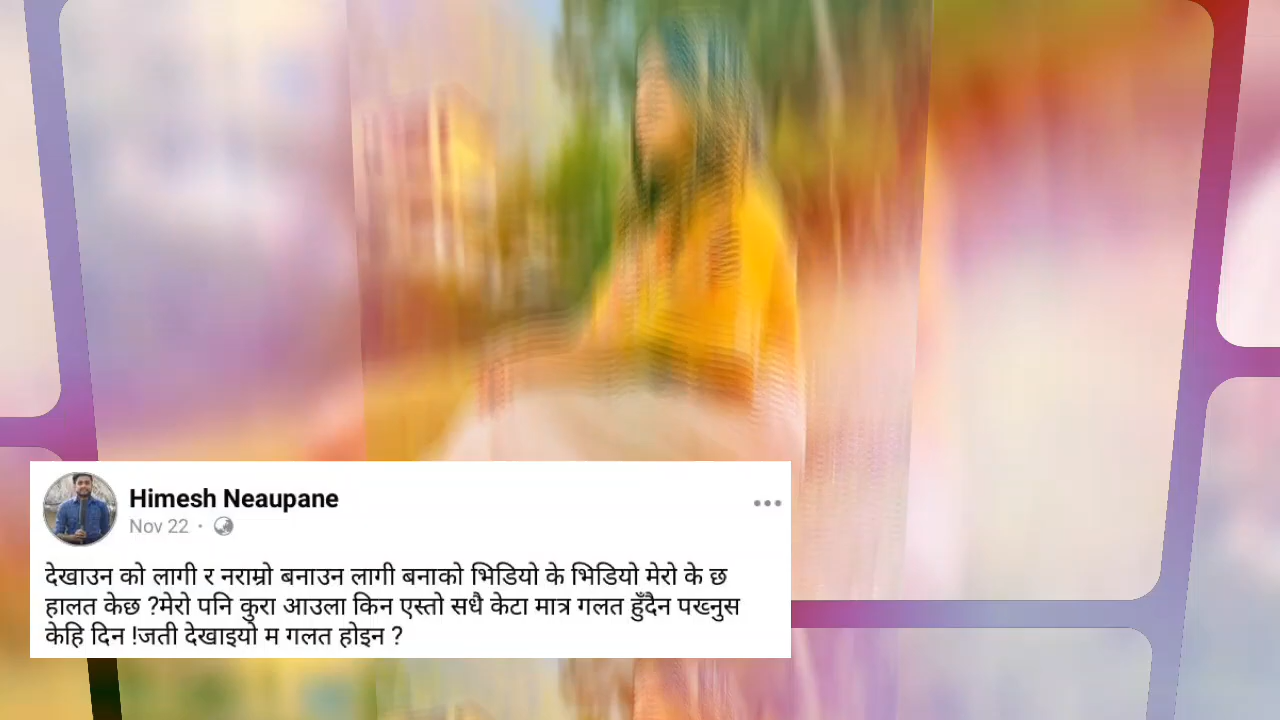 Himesh Neaupane
Nov 22 ·
देखाउन को लागी र नराम्रो बनाउन लागी बनाको भिडियो के भिडियो मेरो के छ
हालत केछ ?मेरो पनि कुरा आउला किन एस्तो सधै केटा मात्र गलत हुँदैन पख्नुस
केहि दिन !जती देखाइयो म गलत होइन ?